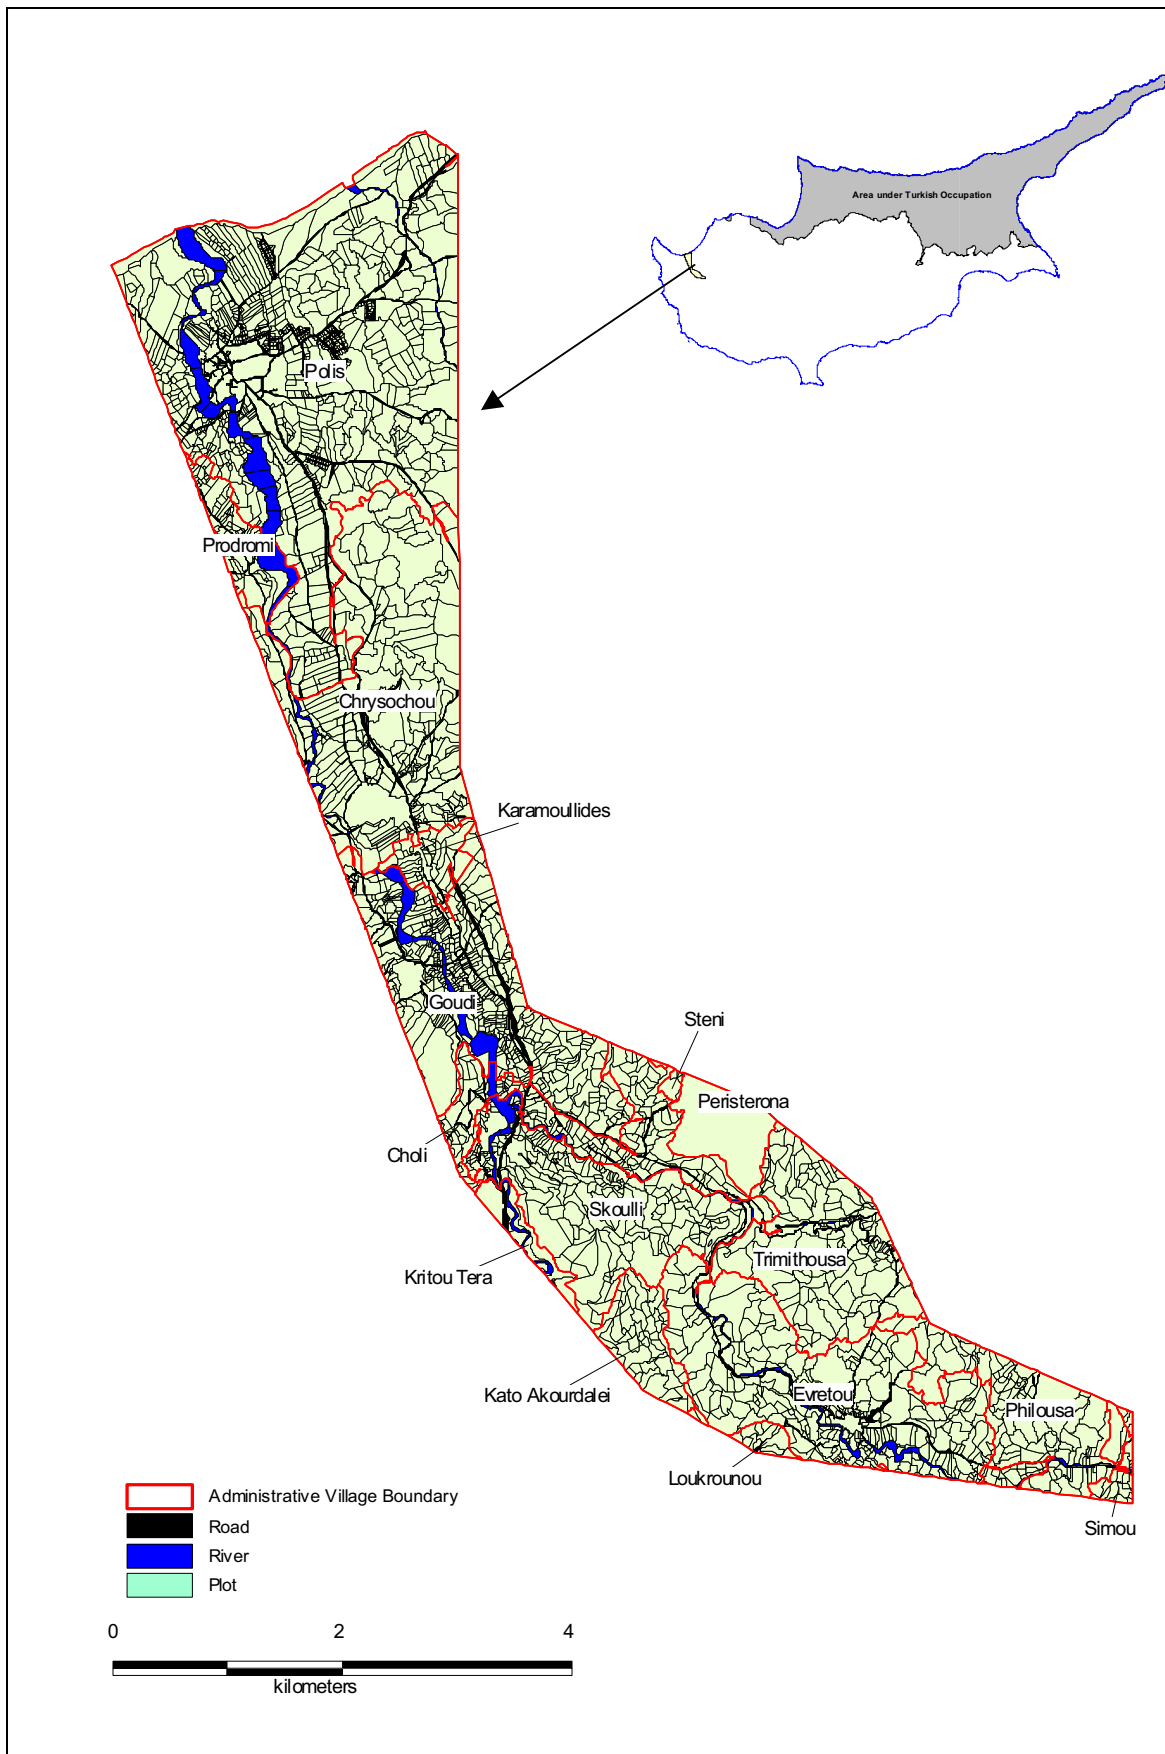 Area under Turkish Occupation
Polis
Prodromi
Chrysochou
Karamoullides
Goudi
Steni
Peristerona
Choli
Skoulli
Trimithousa
Kritou Tera
Kato Akourdalei
Evretou
Philousa
Loukrounou
Simou
Administrative Village Boundary
Road
River
Plot
0 2 4
kilometers